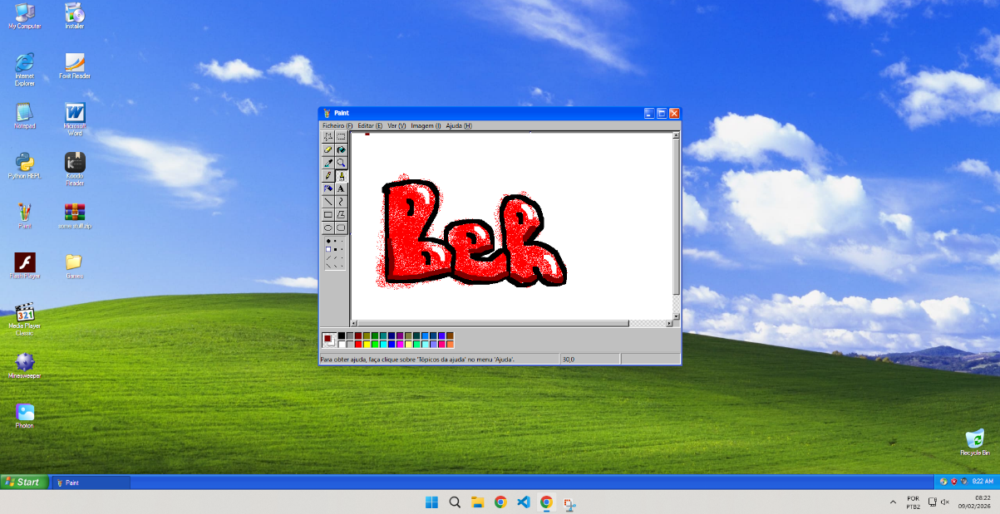 My Computer
Installer
Internet Explorer
Foxit Reader
Notepad
Microsoft Word
W
Python REPL
Koodo Reader
Paint
some stuff.zip
Flash Player
Games
321
Media Player Classic
Minesweeper
Photon
Recycle Bin
Paint
Ficheiro (F) Editar (E) Ver (V) Imagem (I) Ajuda (H)
A
Beh
Para obter ajuda, faça clique sobre 'Tópicos da ajuda' no menu 'Ajuda'.
30,0
Start
Paint
8:22 AM
POR
PTB2
08:22
09/02/2026